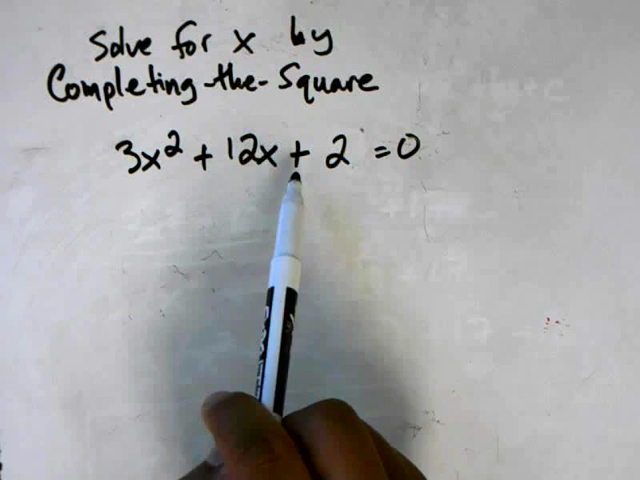 Solve for x by
Completing-the-Square
3x² + 12x + 2 = 0